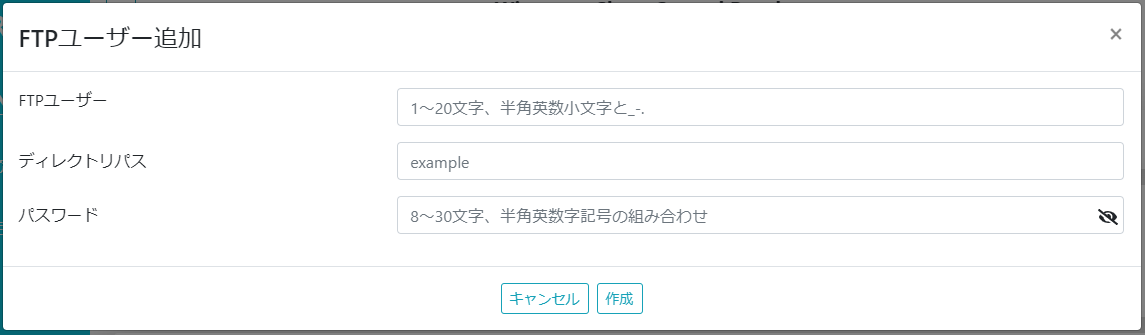 FTPユーザー追加
×
FTPユーザー
1～20文字、半角英数小文字と_-.
ディレクトリパス
example
パスワード
8～30文字、半角英数字記号の組み合わせ
キャンセル 作成